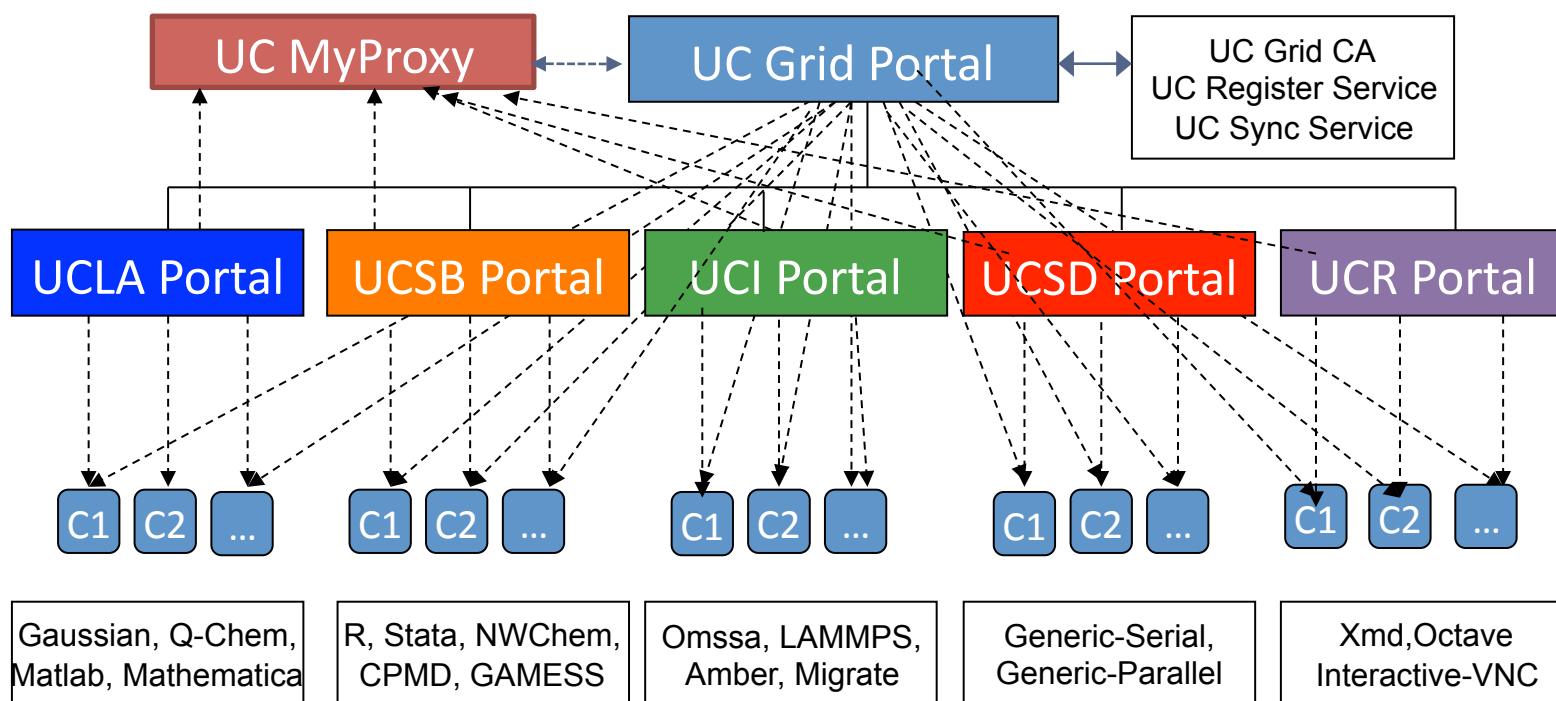 UC MyProxy
UC Grid Portal
UC Grid CA
UC Register Service
UC Sync Service
UCLA Portal
UCSB Portal
UCI Portal
UCSD Portal
UCR Portal
C1
C2
...
C1
C2
...
C1
C2
...
C1
C2
...
C1
C2
...
Gaussian, Q-Chem,
Matlab, Mathematica
R, Stata, NWChem,
CPMD, GAMESS
Omssa, LAMMPS,
Amber, Migrate
Generic-Serial,
Generic-Parallel
Xmd,Octave
Interactive-VNC